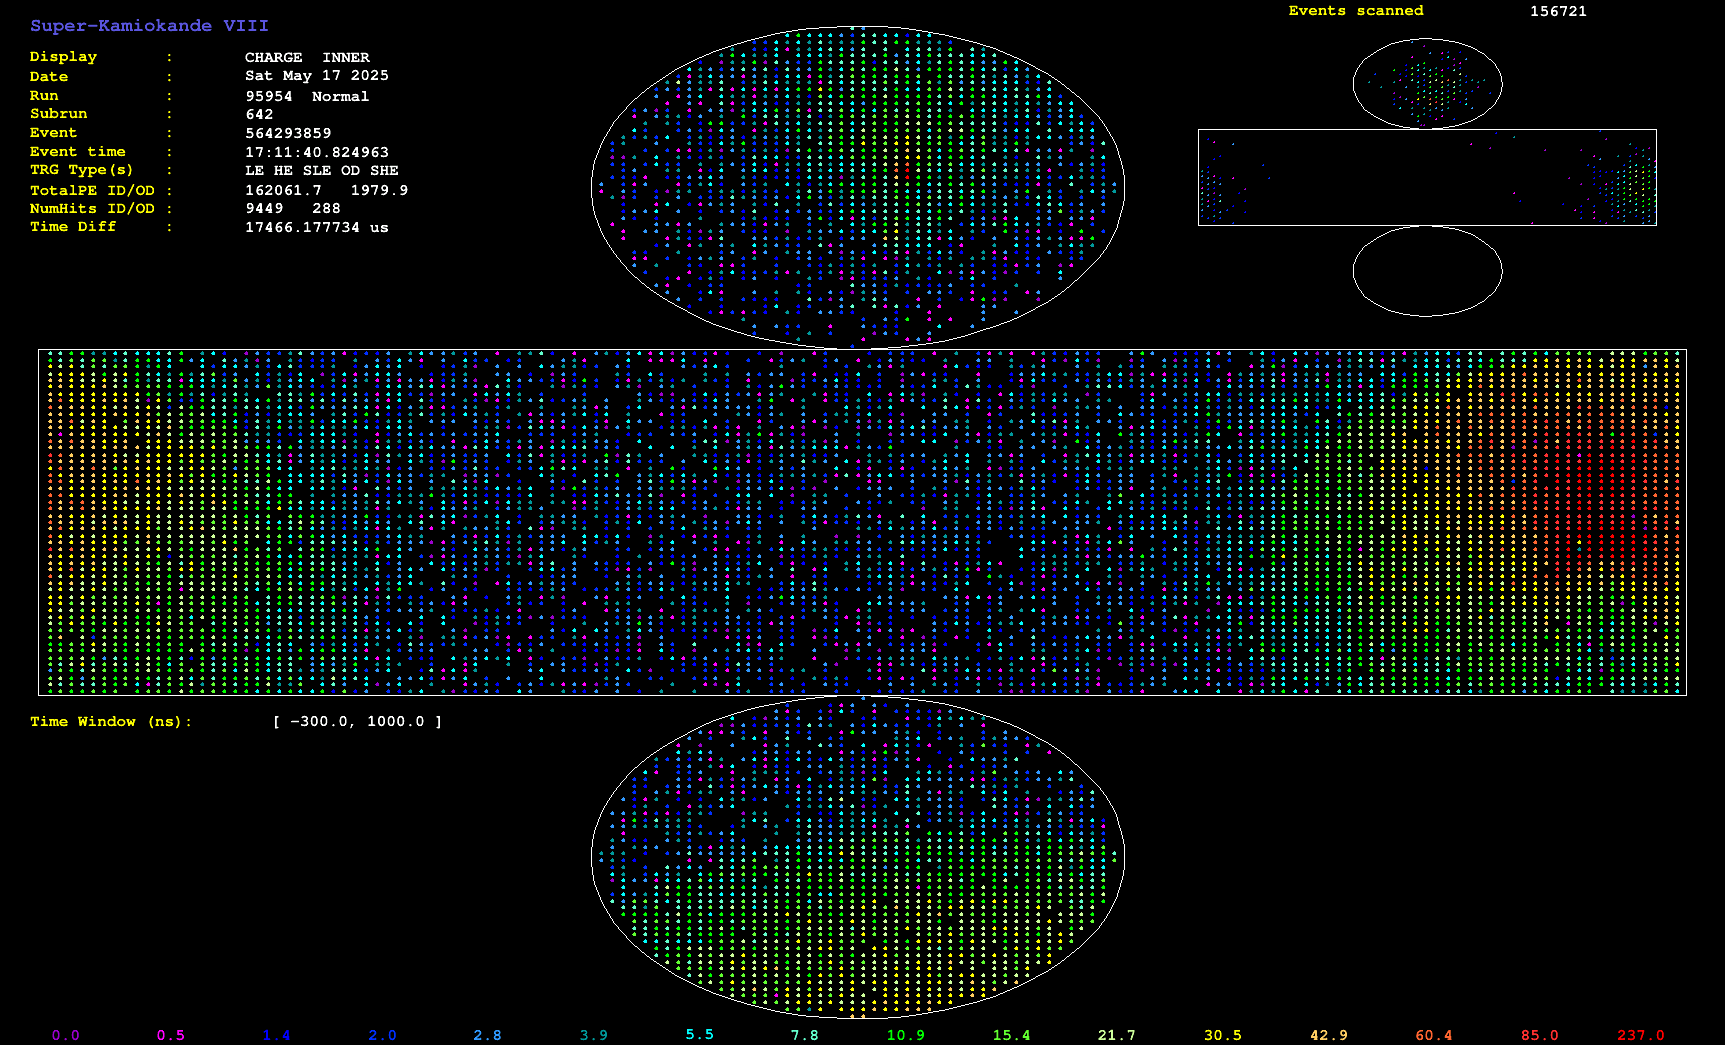 Super-Kamiokande VIII
Display : CHARGE INNER
Date : Sat May 17 2025
Run : 95954 Normal
Subrun : 642
Event : 564293859
Event time : 17:11:40.824963
TRG Type(s) : LE HE SLE OD SHE
TotalPE ID/OD : 162061.7 1979.9
NumHits ID/OD : 9449 288
Time Diff : 17466.177734 us
Events scanned 156721
Time Window (ns): [ -300.0, 1000.0 ]
0.0 0.5 1.4 2.0 2.8 3.9 5.5 7.8 10.9 15.4 21.7 30.5 42.9 60.4 85.0 237.0